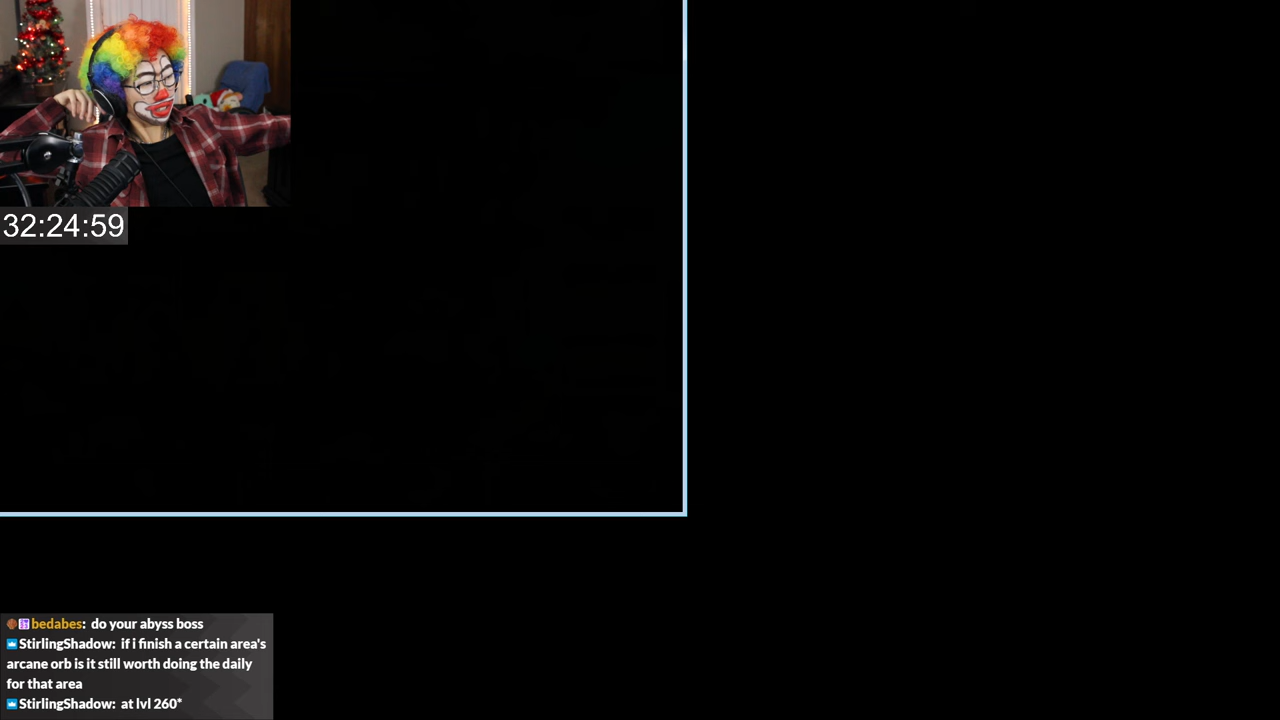 32:24:59
bedabes: do your abyss boss
StirlingShadow: if i finish a certain area's
arcane orb is it still worth doing the daily
for that area
StirlingShadow: at lvl 260*